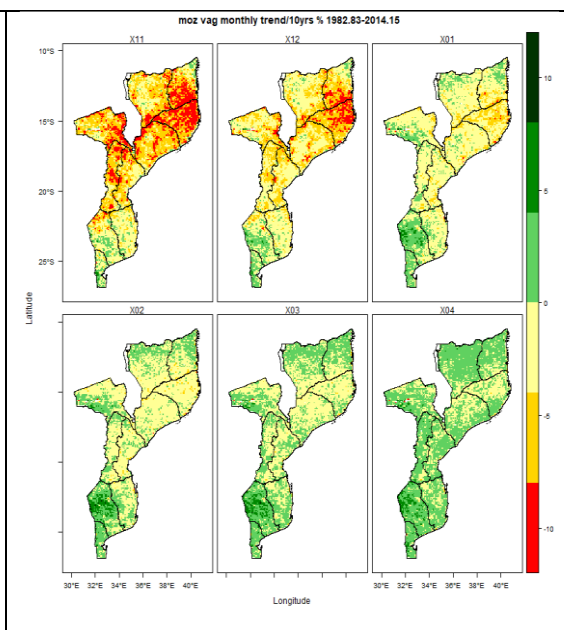 moz vag monthly trend/10yrs % 1982.83-2014.15
X11
X12
X01
10°S
15°S
20°S
25°S
Latitude
X02
X03
X04
30°E 32°E 34°E 36°E 38°E 40°E
30°E 32°E 34°E 36°E 38°E 40°E
Longitude
10
5
0
-5
-10